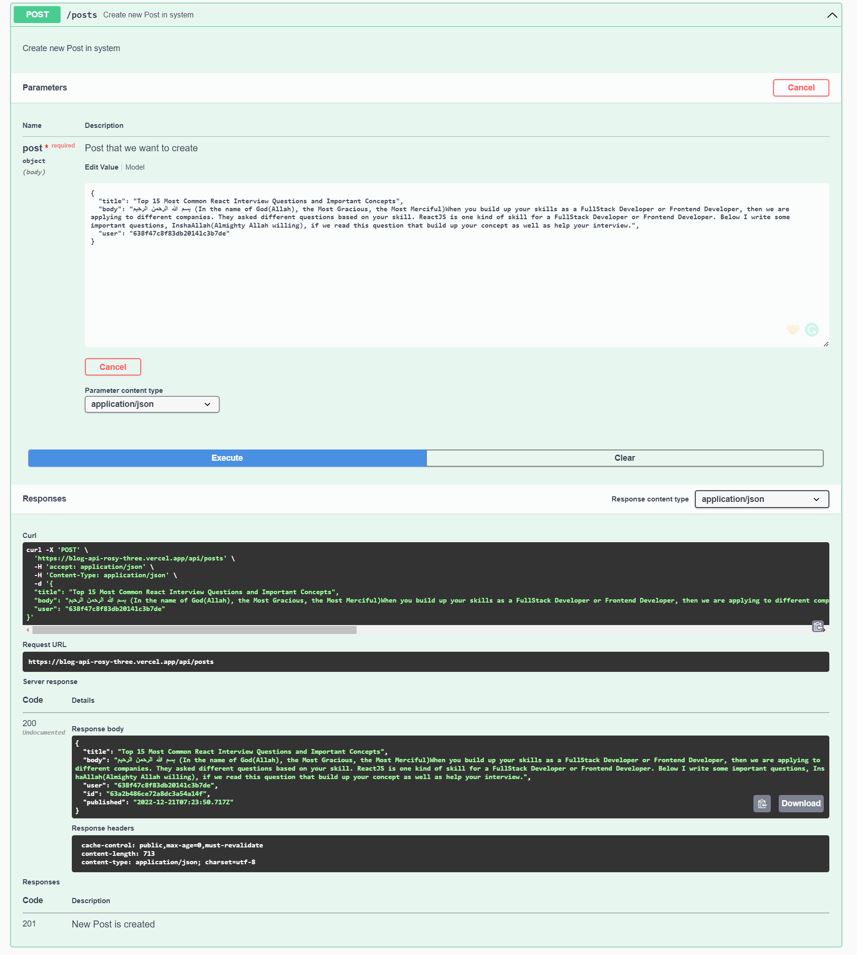 POST /posts Create new Post in system
Create new Post in system
Parameters Cancel
Name Description
post * required Post that we want to create
object
(body)
Edit Value | Model
{
"title": "Top 15 Most Common React Interview Questions and Important Concepts",
"body": "بسم الله الرحمن الرحيم (In the name of God(Allah), the Most Gracious, the Most Merciful)When you build up your skills as a FullStack Developer or Frontend Developer, then we are
applying to different companies. They asked different questions based on your skill. ReactJS is one kind of skill for a FullStack Developer or Frontend Developer. Below I write some
important questions, InshaAllah(Almighty Allah willing), if we read this question that build up your concept as well as help your interview.",
"user": "638f47c8f83db20141c3b7de"
}
Cancel
Parameter content type
application/json
Execute Clear
Responses Response content type application/json
Curl
curl -X 'POST' \
'https://blog-api-rosy-three.vercel.app/api/posts' \
-H 'accept: application/json' \
-H 'Content-Type: application/json' \
-d '{
"title": "Top 15 Most Common React Interview Questions and Important Concepts",
"body": "بسم الله الرحمن الرحيم (In the name of God(Allah), the Most Gracious, the Most Merciful)When you build up your skills as a FullStack Developer or Frontend Developer, then we are applying to different comp
"user": "638f47c8f83db20141c3b7de"
}'
Request URL
https://blog-api-rosy-three.vercel.app/api/posts
Server response
Code Details
200
Undocumented
Response body
{
"title": "Top 15 Most Common React Interview Questions and Important Concepts",
"body": "بسم الله الرحمن الرحيم (In the name of God(Allah), the Most Gracious, the Most Merciful)When you build up your skills as a FullStack Developer or Frontend Developer, then we are applying to
different companies. They asked different questions based on your skill. ReactJS is one kind of skill for a FullStack Developer or Frontend Developer. Below I write some important questions, Ins
haAllah(Almighty Allah willing), if we read this question that build up your concept as well as help your interview.",
"user": "638f47c8f83db20141c3b7de",
"id": "63a2b486ce72a8dc3a54a14f",
"published": "2022-12-21T07:23:50.717Z"
}
Download
Response headers
cache-control: public,max-age=0,must-revalidate
content-length: 713
content-type: application/json; charset=utf-8
Responses
Code Description
201 New Post is created